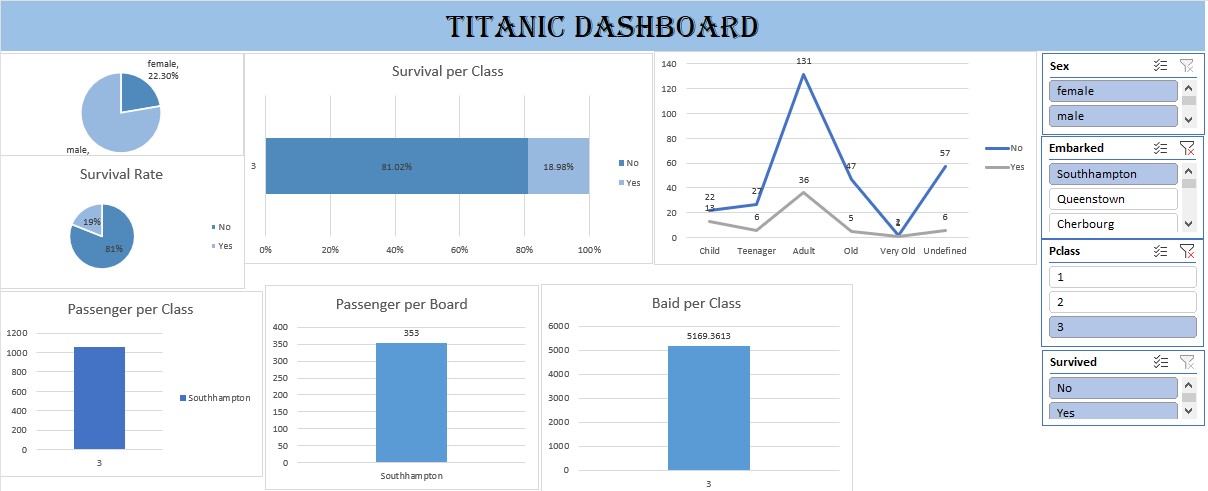 TITANIC DASHBOARD
female,
22.30%
male,
Survival Rate
19%
81%
No
Yes
Survival per Class
3
81.02%
18.98%
No
Yes
0% 20% 40% 60% 80% 100%
140
120
100
80
60
40
20
0
131
22
13
27
6
36
47
5
2
57
6
Child Teenager Adult Old Very Old Undefined
No
Yes
Sex
female
male
Embarked
Southhampton
Queenstown
Cherbourg
Pclass
1
2
3
Survived
No
Yes
Passenger per Class
1200
1000
800
600
400
200
0
3
Southhampton
Passenger per Board
400
350
300
250
200
150
100
50
0
353
Southhampton
Baid per Class
6000
5000
4000
3000
2000
1000
0
5169.3613
3